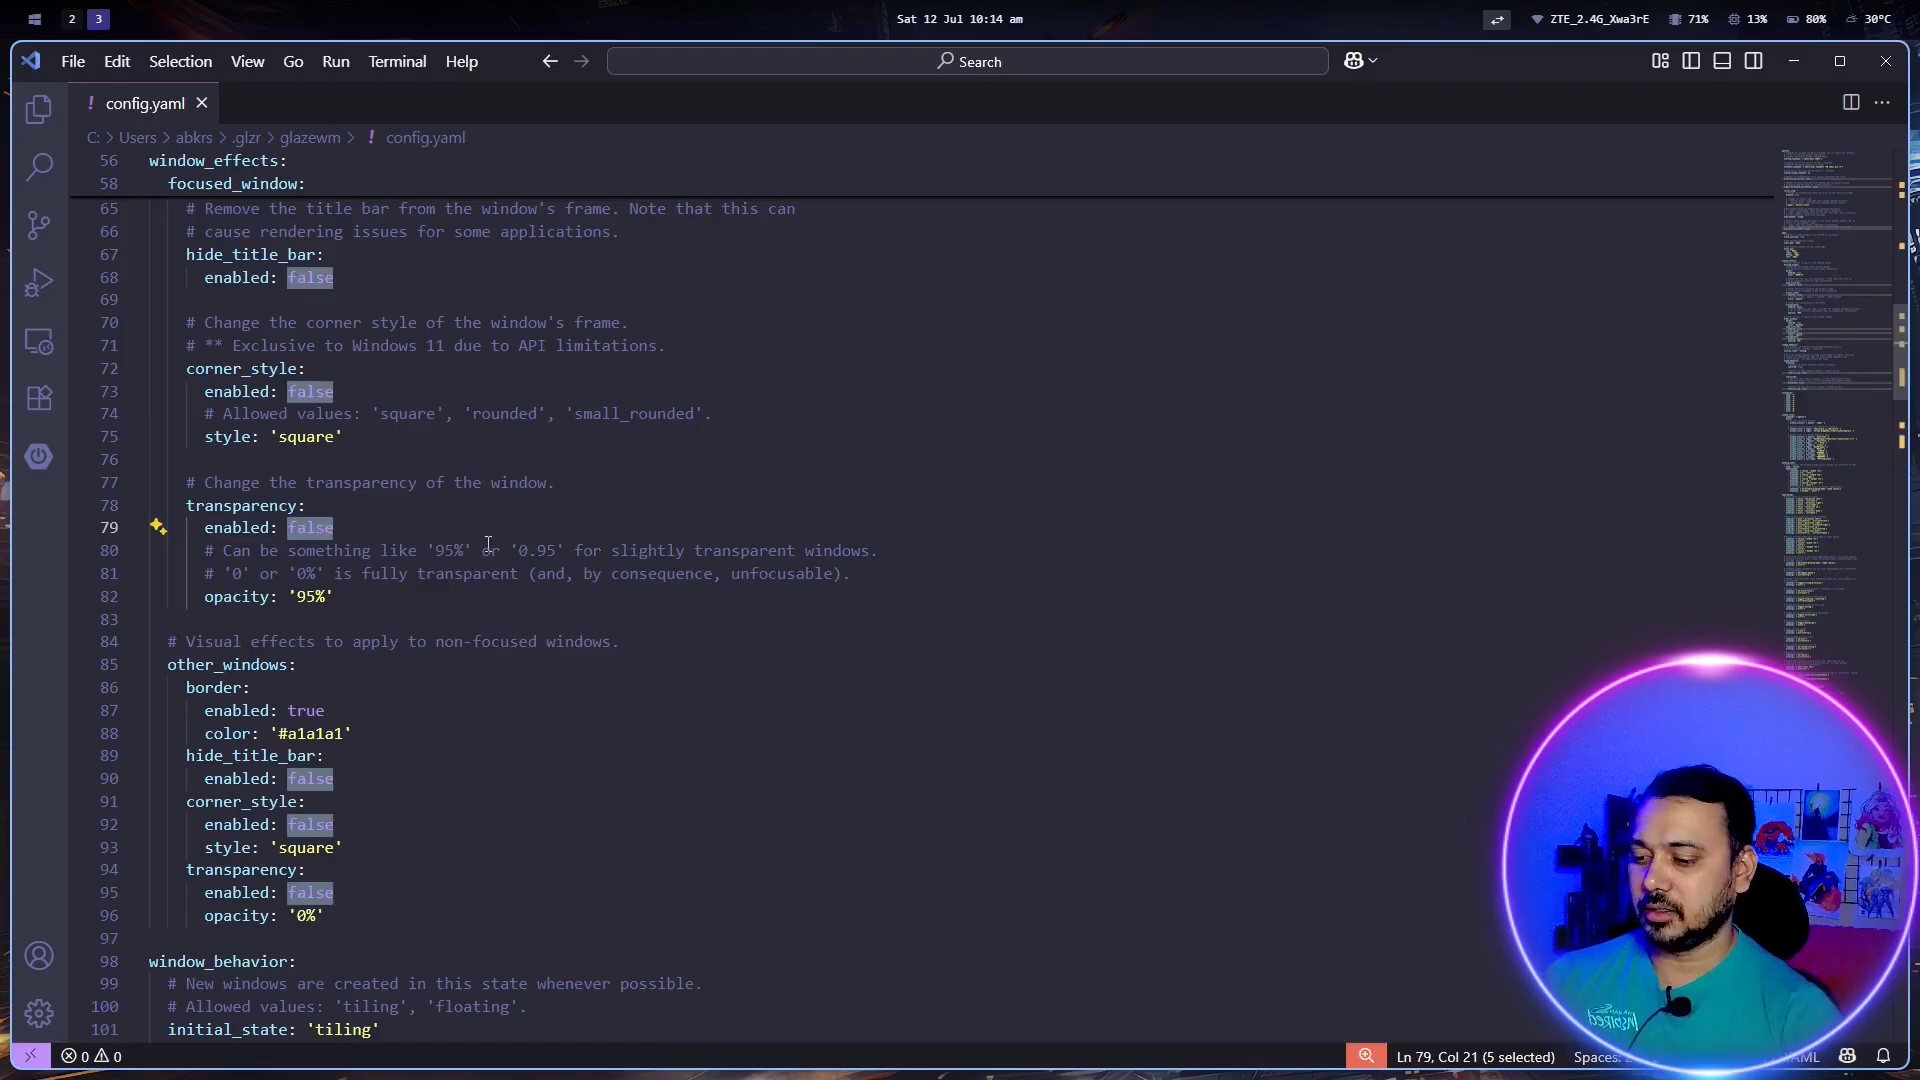 2 3
Sat 12 Jul 10:14 am
ZTE_2.4G_Xwa3rE 71% 13% 80% 30°C
File Edit Selection View Go Run Terminal Help
Search
! config.yaml
C: > Users > abkrs > .glzr > glazewm > ! config.yaml
56 window_effects:
58 focused_window:
65 # Remove the title bar from the window's frame. Note that this can
66 # cause rendering issues for some applications.
67 hide_title_bar:
68 enabled: false
69
70 # Change the corner style of the window's frame.
71 # ** Exclusive to Windows 11 due to API limitations.
72 corner_style:
73 enabled: false
74 # Allowed values: 'square', 'rounded', 'small_rounded'.
75 style: 'square'
76
77 # Change the transparency of the window.
78 transparency:
79 enabled: false
80 # Can be something like '95%' or '0.95' for slightly transparent windows.
81 # '0' or '0%' is fully transparent (and, by consequence, unfocusable).
82 opacity: '95%'
83
84 # Visual effects to apply to non-focused windows.
85 other_windows:
86 border:
87 enabled: true
88 color: '#a1a1a1'
89 hide_title_bar:
90 enabled: false
91 corner_style:
92 enabled: false
93 style: 'square'
94 transparency:
95 enabled: false
96 opacity: '0%'
97
98 window_behavior:
99 # New windows are created in this state whenever possible.
100 # Allowed values: 'tiling', 'floating'.
101 initial_state: 'tiling'
0 0
Ln 79, Col 21 (5 selected) Spaces: